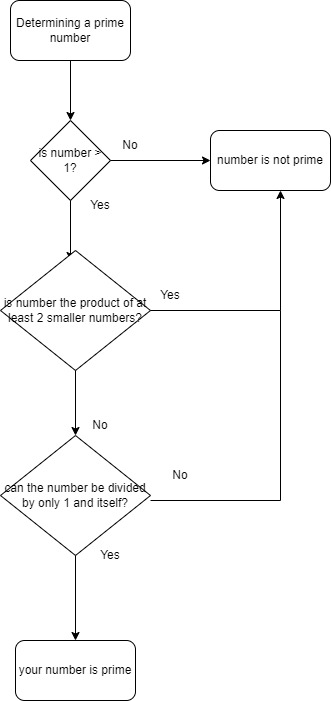 Determining a prime
number
is number >
1?
No
number is not prime
Yes
is number the product of at
least 2 smaller numbers?
Yes
No
can the number be divided
by only 1 and itself?
No
Yes
your number is prime